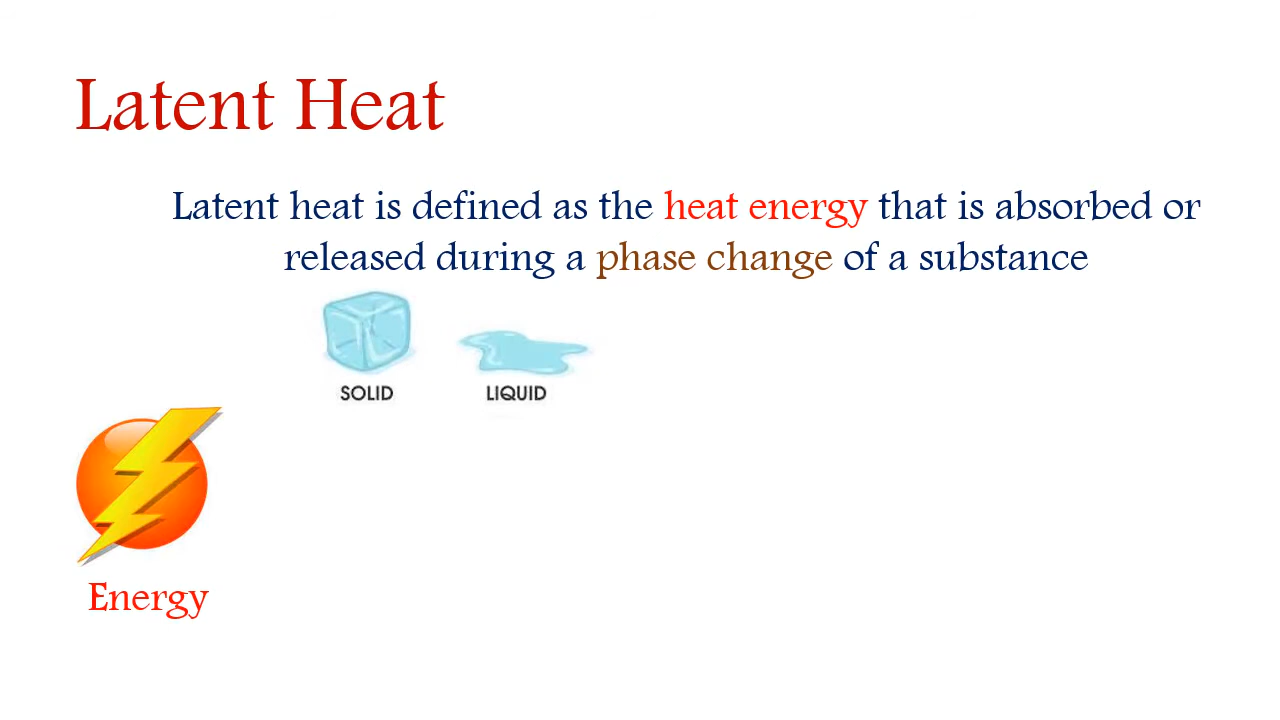 Latent Heat
Latent heat is defined as the heat energy that is absorbed or
released during a phase change of a substance
SOLID
LIQUID
Energy